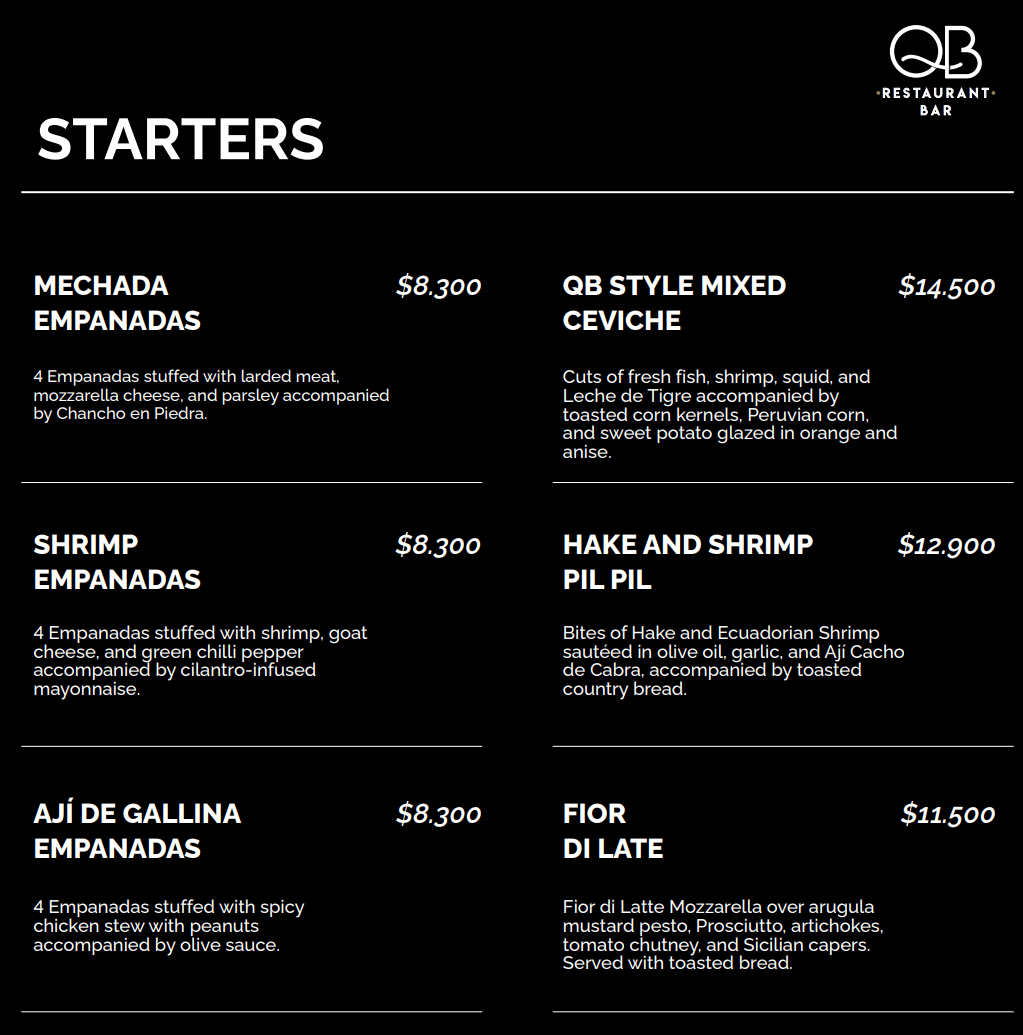 QB
•RESTAURANT•
BAR
STARTERS
MECHADA
EMPANADAS
$8.300
4 Empanadas stuffed with larded meat,
mozzarella cheese, and parsley accompanied
by Chancho en Piedra.
SHRIMP
EMPANADAS
$8.300
4 Empanadas stuffed with shrimp, goat
cheese, and green chilli pepper
accompanied by cilantro-infused
mayonnaise.
AJÍ DE GALLINA
EMPANADAS
$8.300
4 Empanadas stuffed with spicy
chicken stew with peanuts
accompanied by olive sauce.
QB STYLE MIXED
CEVICHE
$14.500
Cuts of fresh fish, shrimp, squid, and
Leche de Tigre accompanied by
toasted corn kernels, Peruvian corn,
and sweet potato glazed in orange and
anise.
HAKE AND SHRIMP
PIL PIL
$12.900
Bites of Hake and Ecuadorian Shrimp
sautéed in olive oil, garlic, and Ají Cacho
de Cabra, accompanied by toasted
country bread.
FIOR
DI LATE
$11.500
Fior di Latte Mozzarella over arugula
mustard pesto, Prosciutto, artichokes,
tomato chutney, and Sicilian capers.
Served with toasted bread.